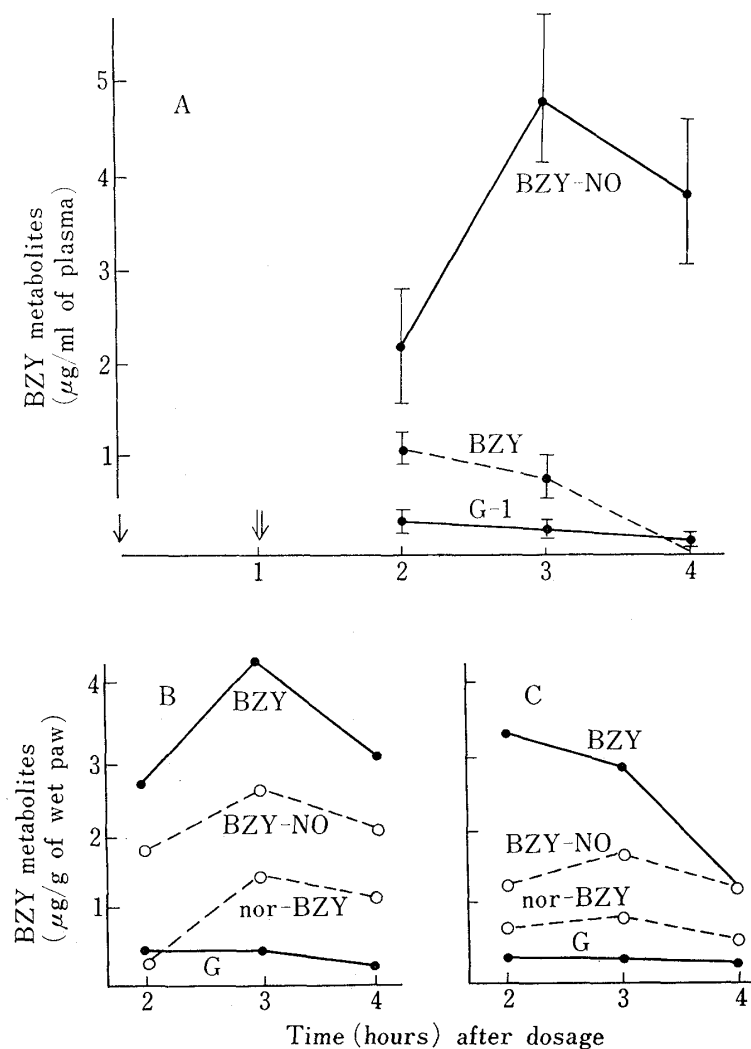 A
BZY metabolites
(μg/ml of plasma)
5
4
3
2
1
BZY-NO
BZY
G-1
1
2
3
4
B
BZY metabolites
(μg/g of wet paw)
4
3
2
1
BZY
BZY-NO
nor-BZY
G
2
3
4
C
BZY
BZY-NO
nor-BZY
G
2
3
4
Time (hours) after dosage